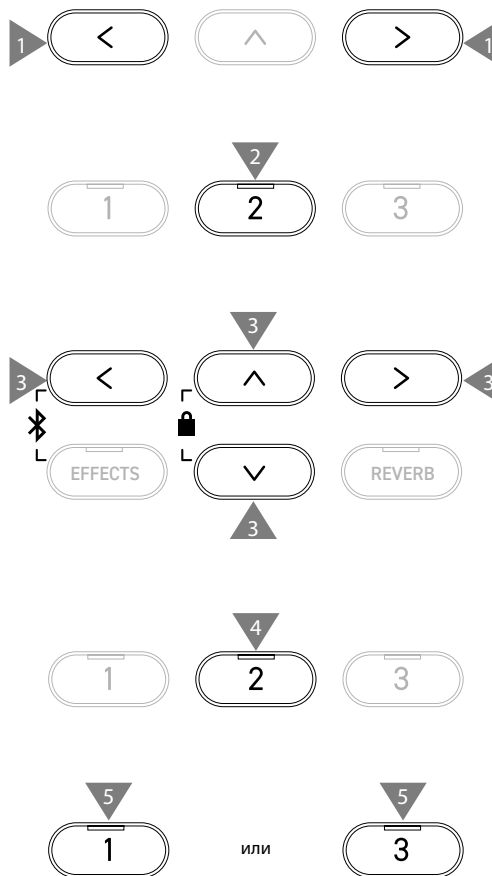 1 < ^ > 1
2
1 2 3
3
3 < ^ > 3
EFFECTS ˅ REVERB
3
4
1 2 3
5 5
1 или 3